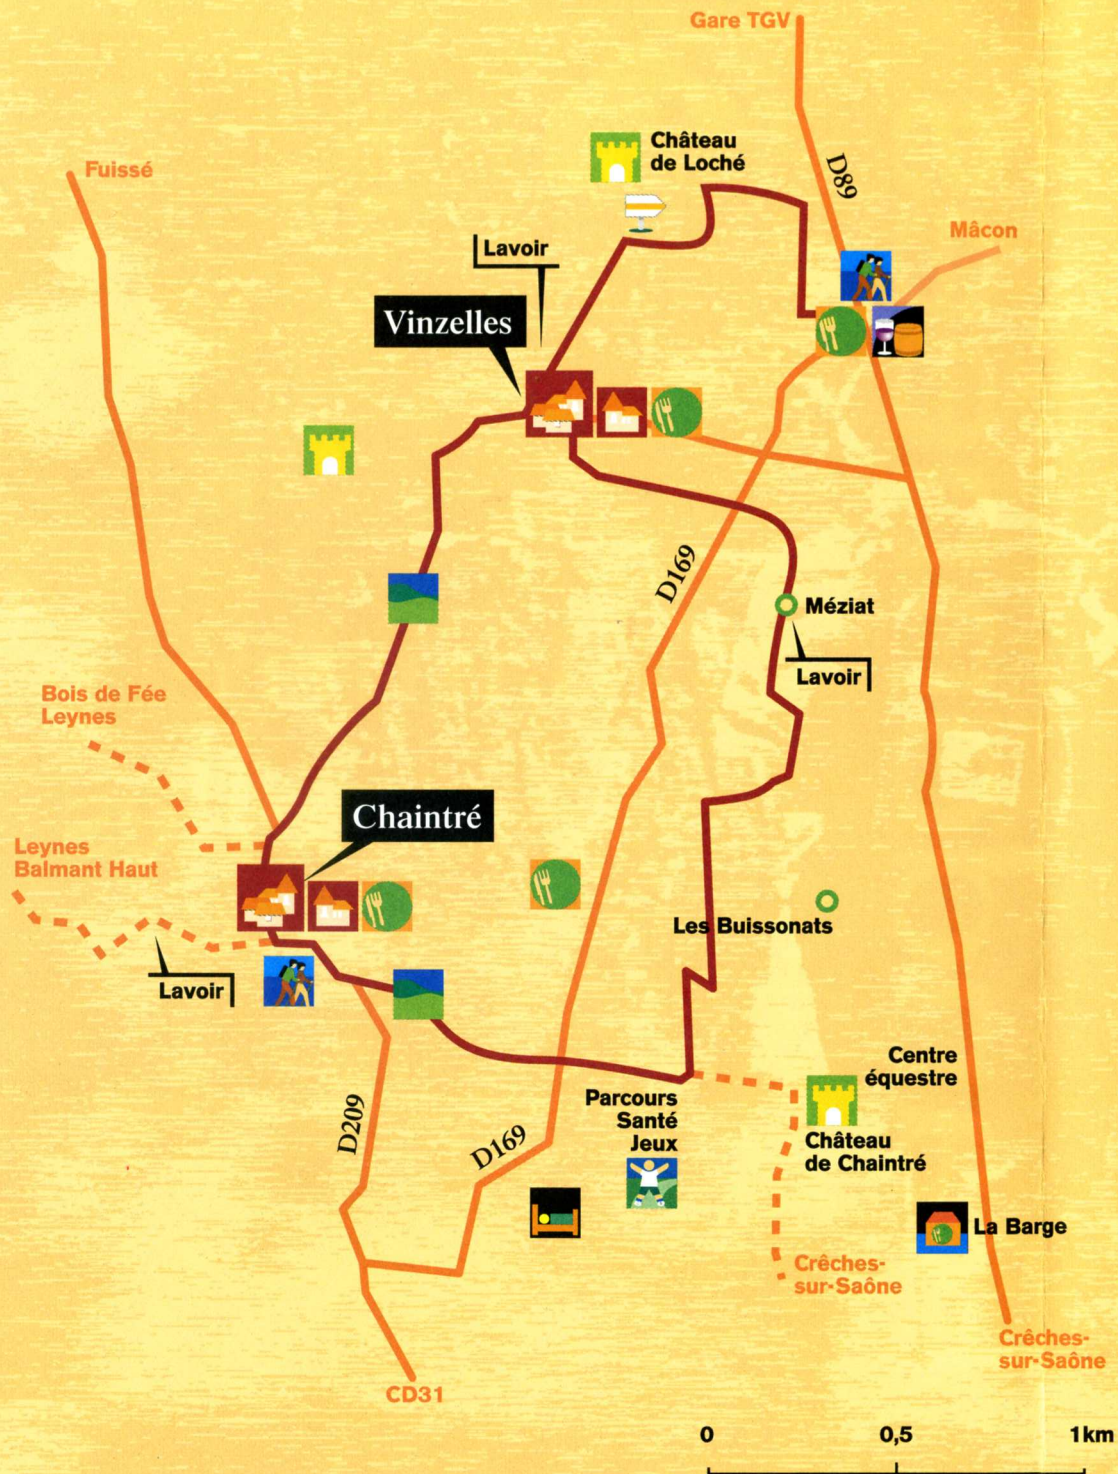 Gare TGV
Château
de Loché
D89
Fuissé
Mâcon
Lavoir
Vinzelles
D169
Méziat
Lavoir
Bois de Fée
Leynes
Chaintré
Leynes
Balmant Haut
Les Buissonats
Lavoir
Centre
équestre
Parcours
Santé
Jeux
D209
D169
Château
de Chaintré
La Barge
Crêches-
sur-Saône
Crêches-
sur-Saône
CD31
0 0,5 1km